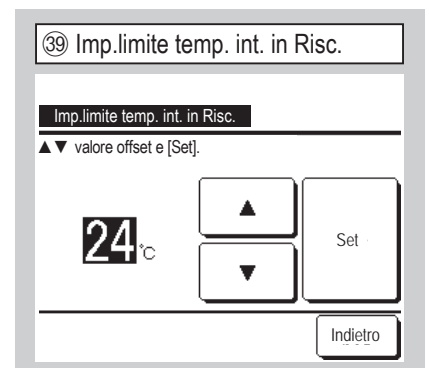 ㊴ Imp.limite temp. int. in Risc.
Imp.limite temp. int. in Risc.
▲▼ valore offset e [Set].
24°C
▲
▼
Set
Indietro